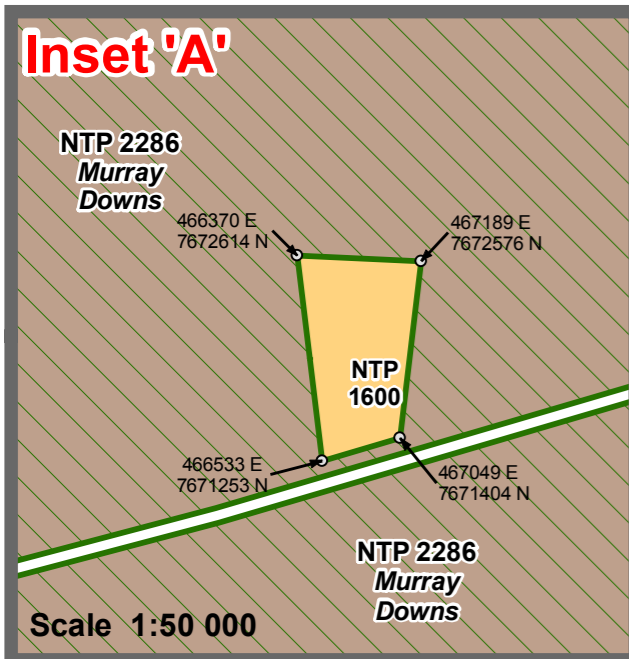 Inset 'A'
NTP 2286
Murray
Downs
466370 E
7672614 N
467189 E
7672576 N
NTP
1600
466533 E
7671253 N
467049 E
7671404 N
NTP 2286
Murray
Downs
Scale 1:50 000